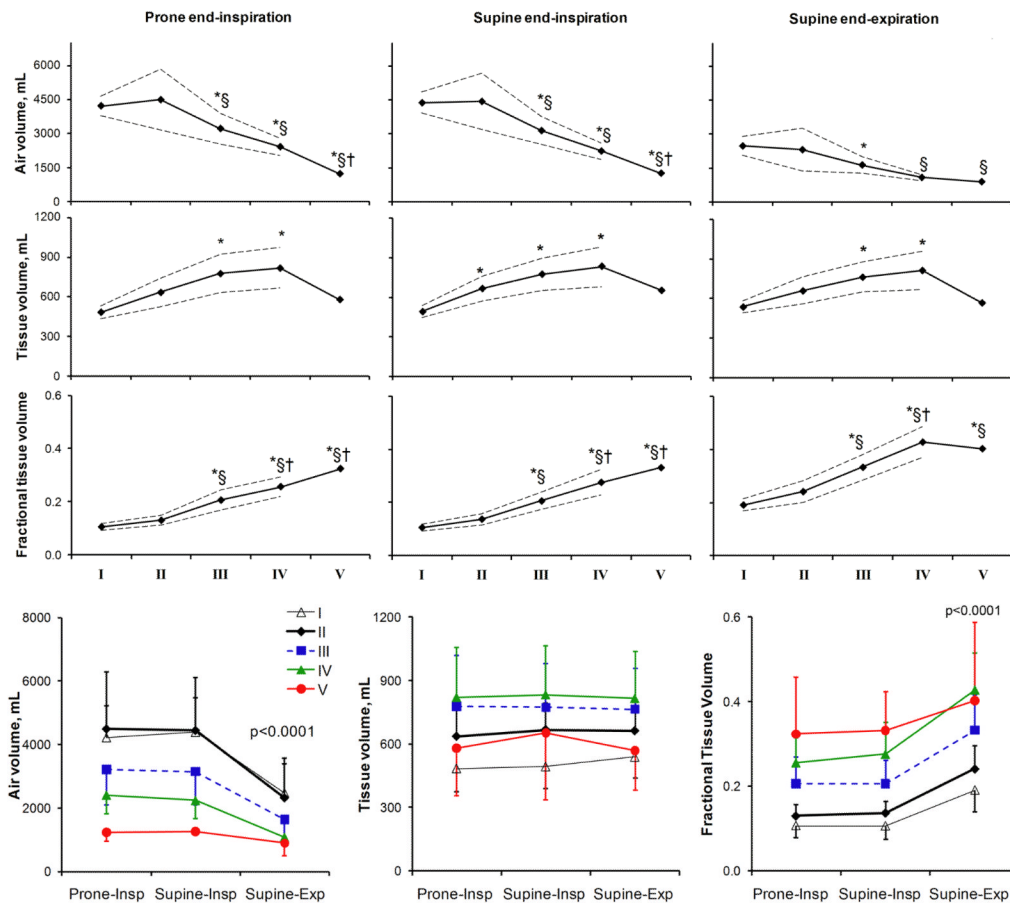 Prone end-inspiration Supine end-inspiration Supine end-expiration
Air volume, mL
6000
4500
3000
1500
0
*§ *§ *§†
*§ *§ *§†
* § §
Tissue volume, mL
1200
900
600
300
0
* *
* * *
* *
Fractional tissue volume
0.6
0.4
0.2
0.0
*§ *§† *§†
*§ *§† *§†
*§ *§† *§
I II III IV V I II III IV V I II III IV V
Air volume, mL
8000
6000
4000
2000
0
I
II
III
IV
V
p<0.0001
Prone-Insp Supine-Insp Supine-Exp
Tissue volume, mL
1200
900
600
300
0
Prone-Insp Supine-Insp Supine-Exp
Fractional Tissue Volume
0.6
0.4
0.2
0.0
p<0.0001
Prone-Insp Supine-Insp Supine-Exp